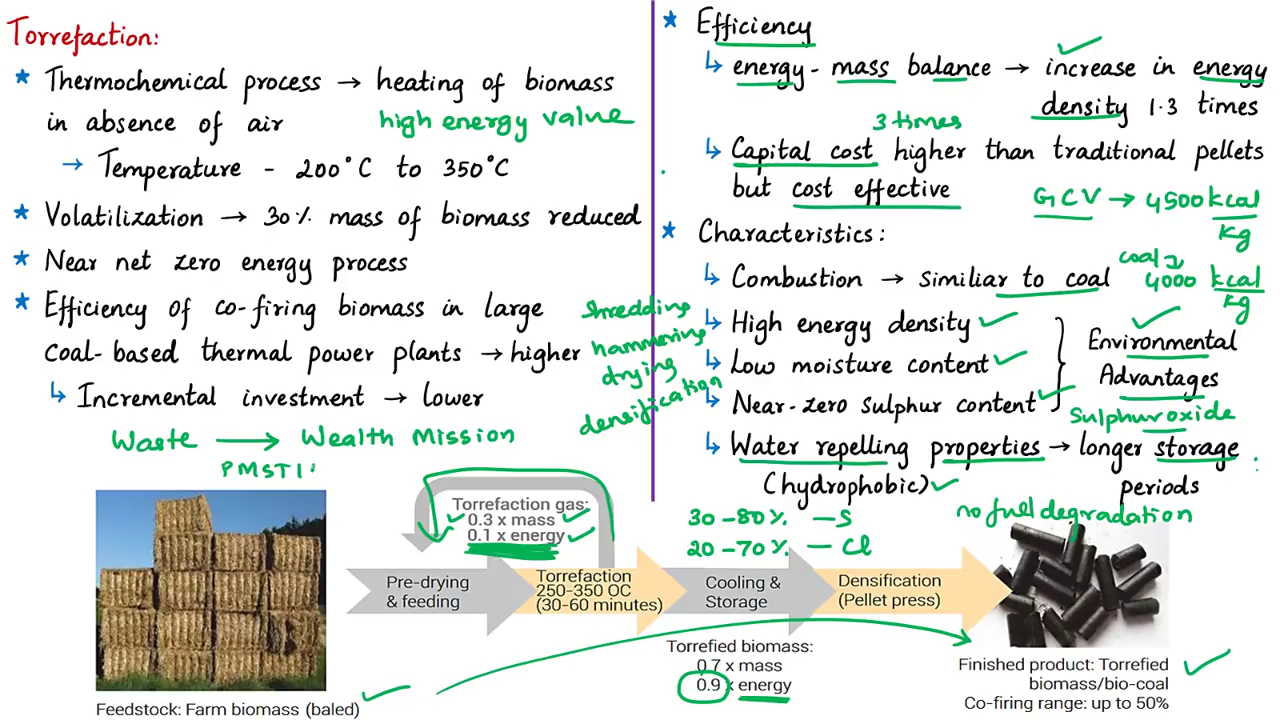 Torrefaction:
* Thermochemical process → heating of biomass
in absence of air
high energy value
→ Temperature - 200°C to 350°C
* Volatilization → 30% mass of biomass reduced
* Near net zero energy process
* Efficiency of co-firing biomass in large
coal-based thermal power plants → higher
↳ Incremental investment → lower
Waste → Wealth Mission
PMSTI
shredding
hammering
drying
densification
* Efficiency
↳ energy-mass balance → increase in energy
density 1.3 times
3 times
↳ Capital cost higher than traditional pellets
but cost effective
GCV → 4500 kcal
Kg
* Characteristics:
↳ Combustion → similiar to coal
coal
4000 kcal
Kg
↳ High energy density
↳ Low moisture content
↳ Near-zero sulphur content
Environmental
Advantages
Sulphur oxide
↳ Water repelling properties → longer storage
(hydrophobic) periods
no fuel degradation
30-80% - S
20-70% - Cl
Torrefaction gas:
0.3 x mass
0.1 x energy
Pre-drying
& feeding
Torrefaction
250-350 OC
(30-60 minutes)
Cooling &
Storage
Densification
(Pellet press)
Torrefied biomass:
0.7 x mass
0.9 x energy
Feedstock: Farm biomass (baled)
Finished product: Torrefied
biomass/bio-coal
Co-firing range: up to 50%